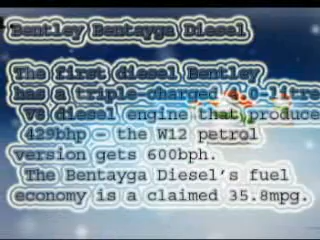 Bentley Bentayga Diesel
The first diesel Bentley
has a triple-charged 4.0-litre
V8 diesel engine that produce
429bhp – the W12 petrol
version gets 600bph.
The Bentayga Diesel's fuel
economy is a claimed 35.8mpg.